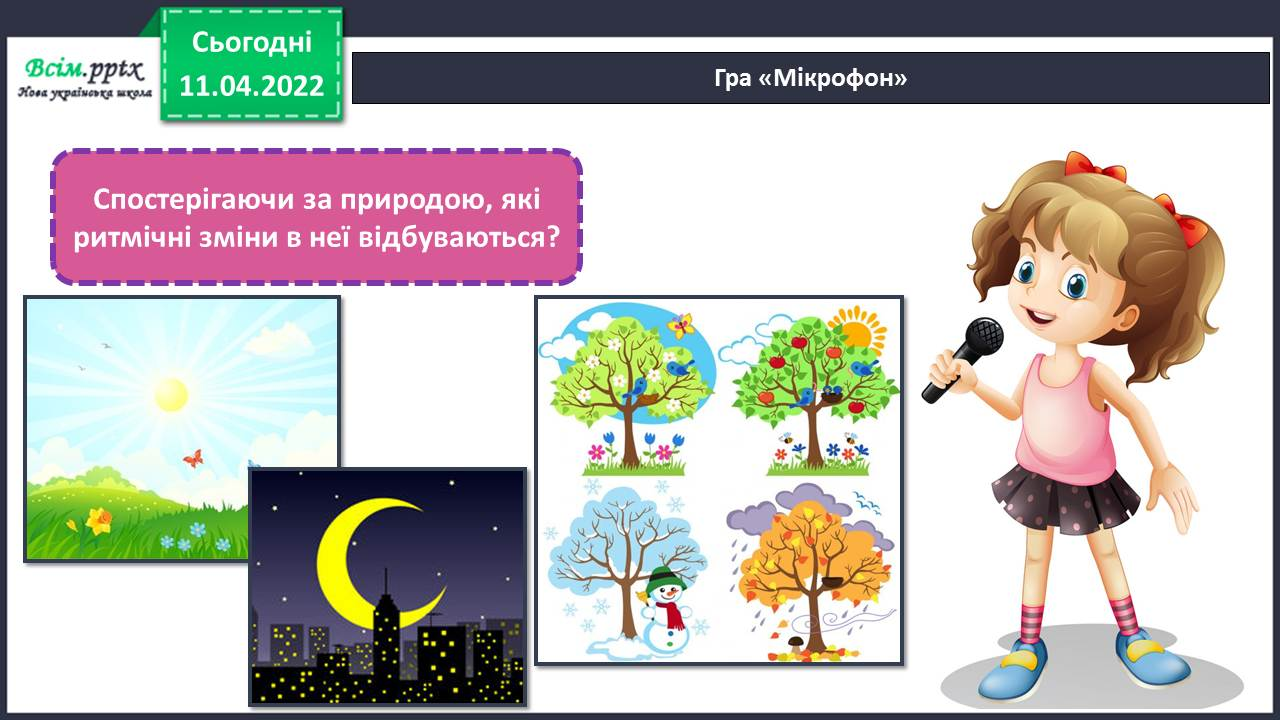 Всім.pptx
Нова українська школа
Сьогодні
11.04.2022
Гра «Мікрофон»
Спостерігаючи за природою, які
ритмічні зміни в неї відбуваються?